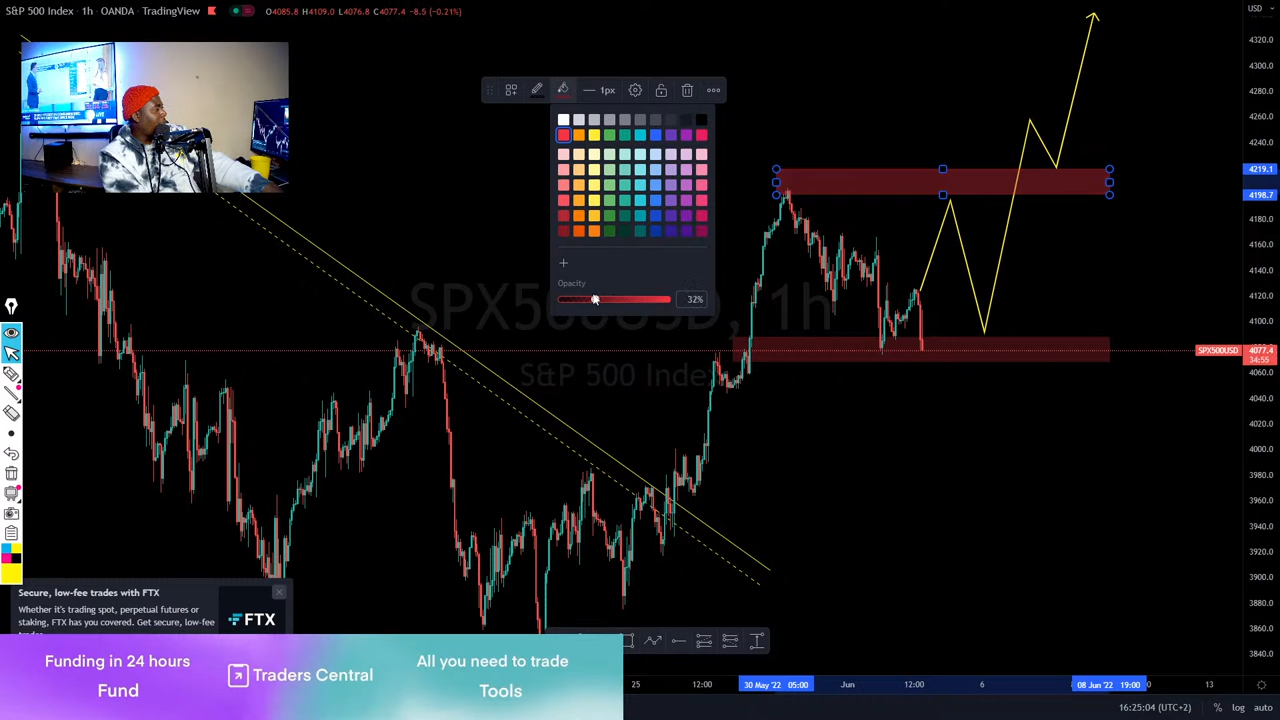 S&P 500 Index · 1h · OANDA · TradingView
O4085.8 H4109.0 L4076.8 C4077.4 -8.5 (-0.21%)
USD
1px
Opacity
32%
SPX500USD, 1h
S&P 500 Index
4320.0
4300.0
4280.0
4260.0
4240.0
4219.1
4198.7
4180.0
4160.0
4140.0
4120.0
4100.0
SPX500USD 4077.4
34:55
4060.0
4040.0
4020.0
4000.0
3980.0
3960.0
3940.0
3920.0
3900.0
3880.0
3860.0
3840.0
Secure, low-fee trades with FTX
Whether it's trading spot, perpetual futures or
staking, FTX has you covered. Get secure, low-fee
FTX
Funding in 24 hours
Fund
Traders Central
All you need to trade
Tools
25
12:00
30 May '22 05:00
Jun
12:00
6
08 Jun '22 19:00
13
16:25:04 (UTC+2)
%
log
auto